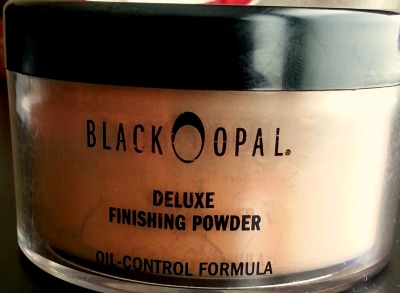 BLACK OPAL®
DELUXE
FINISHING POWDER
OIL-CONTROL FORMULA